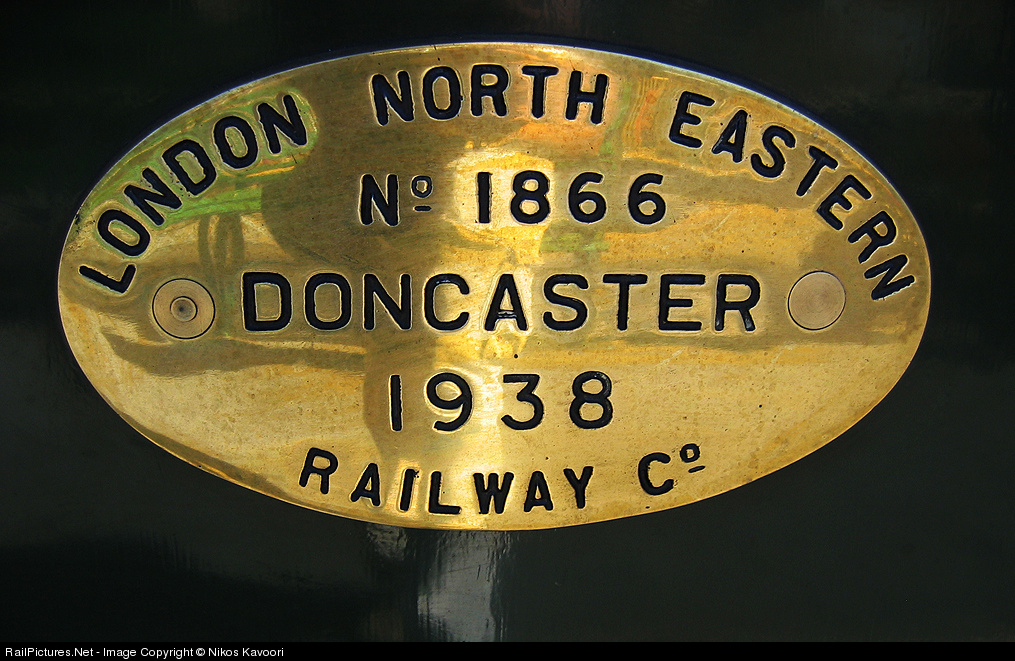 LONDON NORTH EASTERN
Nº 1866
DONCASTER
1938
RAILWAY Cº
RailPictures.Net - Image Copyright © Nikos Kavoori